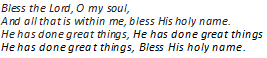 Bless the Lord, O my soul,
And all that is within me, bless His holy name.
He has done great things, He has done great things
He has done great things, Bless His holy name.